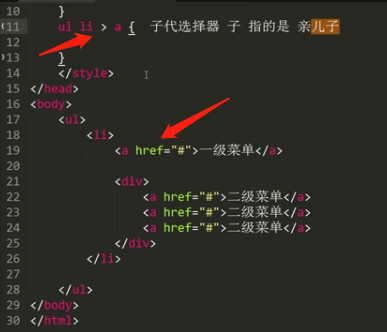 10 }
11 ul li > a { 子代选择器 子 指的是 亲儿子
12
13 }
14 </style>
15 </head>
16 <body>
17 <ul>
18 <li>
19 <a href="#">一级菜单</a>
20
21 <div>
22 <a href="#">二级菜单</a>
23 <a href="#">二级菜单</a>
24 <a href="#">二级菜单</a>
25 </div>
26 </li>
27
28 </ul>
29 </body>
30 </html>